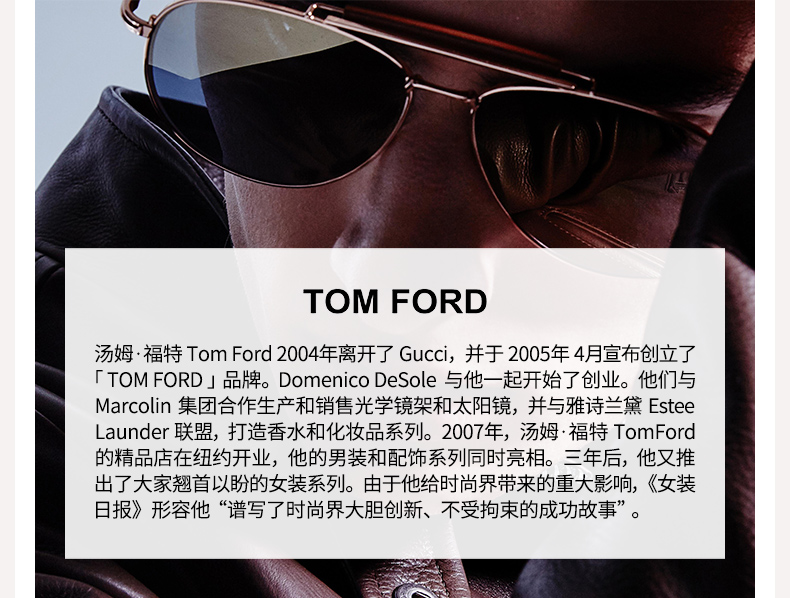 TOM FORD
汤姆·福特 Tom Ford 2004年离开了 Gucci，并于 2005年 4月宣布创立了
「TOM FORD」品牌。Domenico DeSole 与他一起开始了创业。他们与
Marcolin 集团合作生产和销售光学镜架和太阳镜，并与雅诗兰黛 Estee
Launder 联盟，打造香水和化妆品系列。2007年，汤姆·福特 TomFord
的精品店在纽约开业，他的男装和配饰系列同时亮相。三年后，他又推
出了大家翘首以盼的女装系列。由于他给时尚界带来的重大影响，《女装
日报》形容他“谱写了时尚界大胆创新、不受拘束的成功故事”。